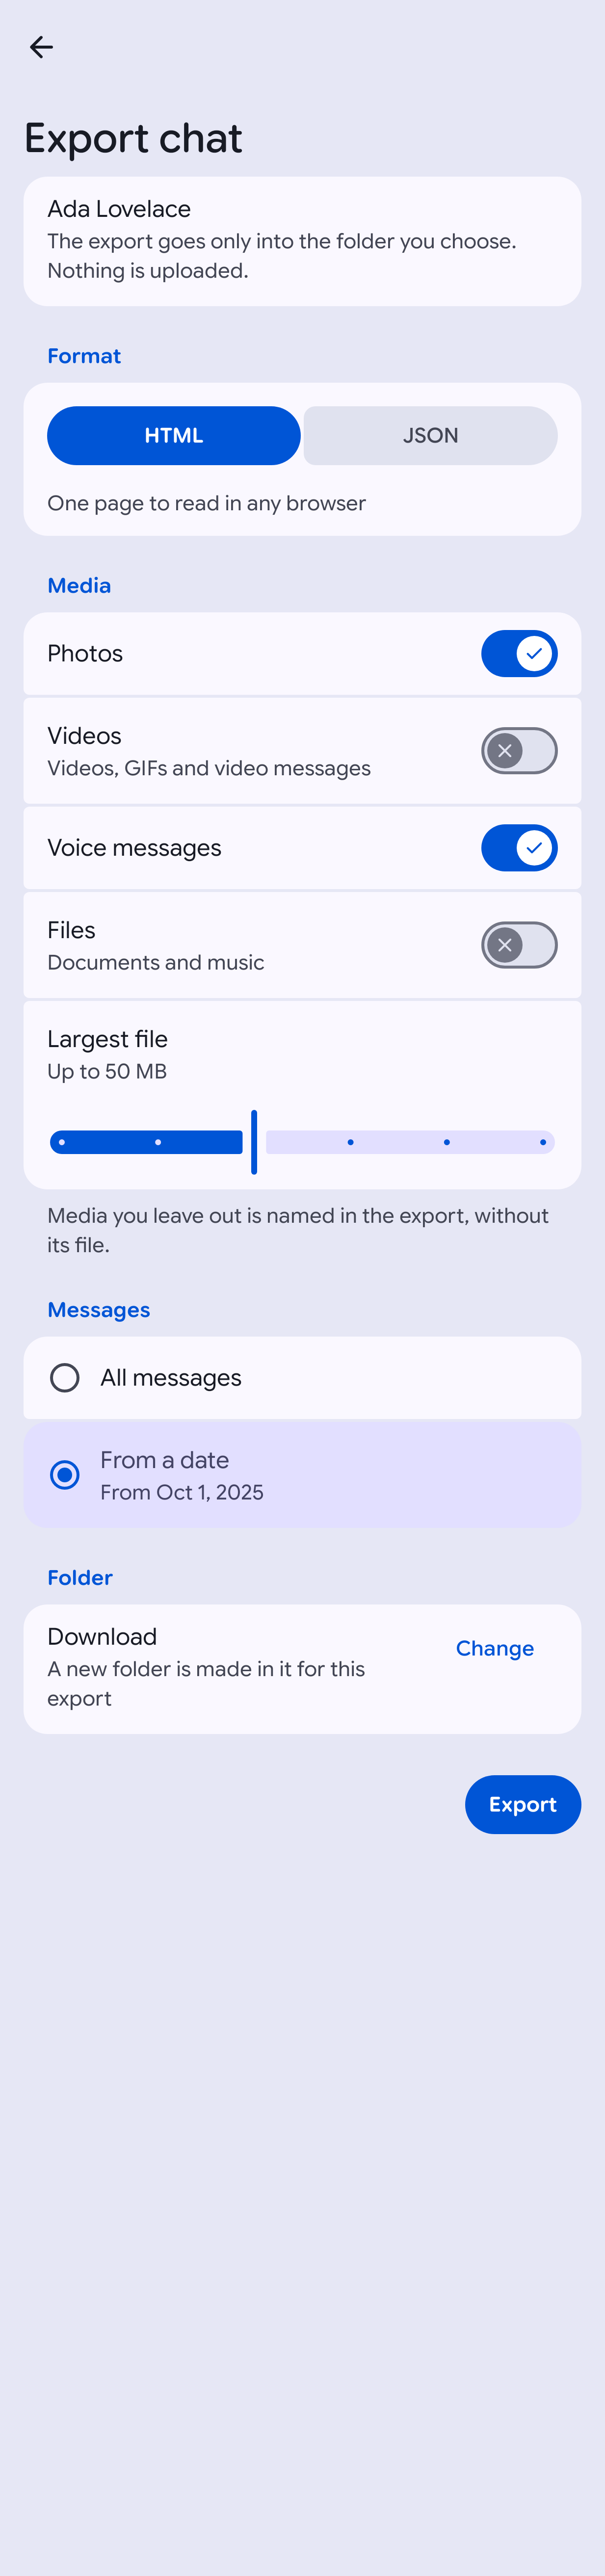 Export chat
Ada Lovelace
The export goes only into the folder you choose.
Nothing is uploaded.
Format
HTML
JSON
One page to read in any browser
Media
Photos
Videos
Videos, GIFs and video messages
Voice messages
Files
Documents and music
Largest file
Up to 50 MB
Media you leave out is named in the export, without
its file.
Messages
All messages
From a date
From Oct 1, 2025
Folder
Download
A new folder is made in it for this
export
Change
Export